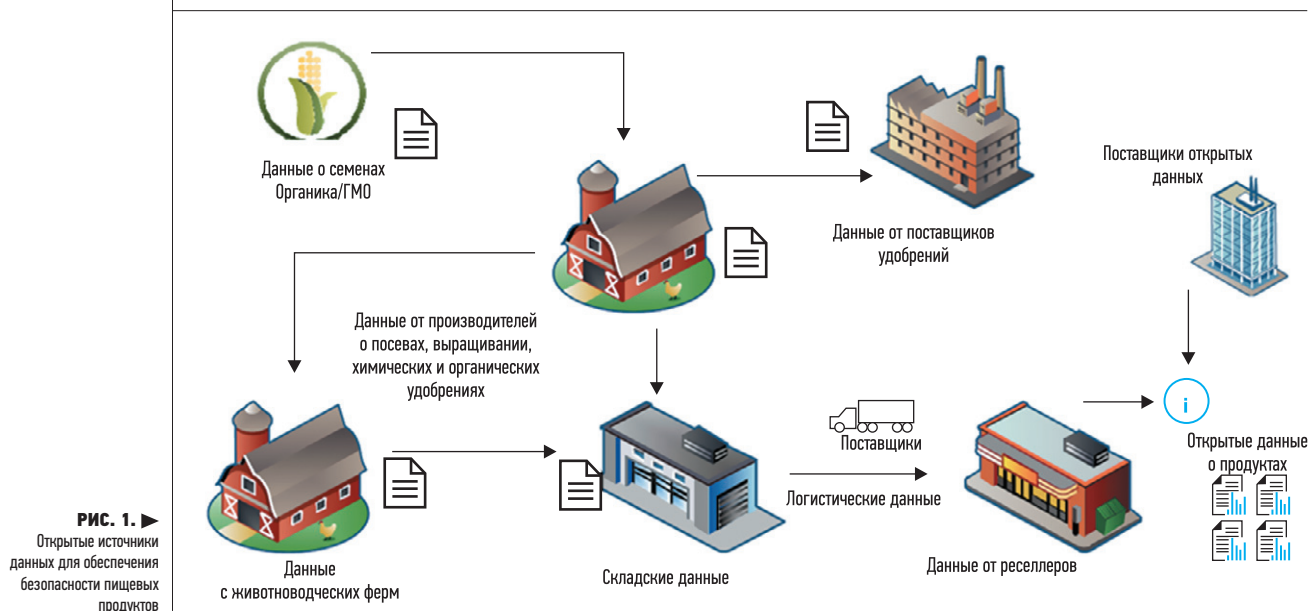 Данные о семенах
Органика/ГМО
Поставщики открытых
данных
Данные от поставщиков
удобрений
Данные от производителей
о посевах, выращивании,
химических и органических
удобрениях
i
Поставщики
Логистические данные
Открытые данные
о продуктах
Данные
с животноводческих ферм
Складские данные
Данные от реселлеров
РИС. 1. ►
Открытые источники
данных для обеспечения
безопасности пищевых
продуктов